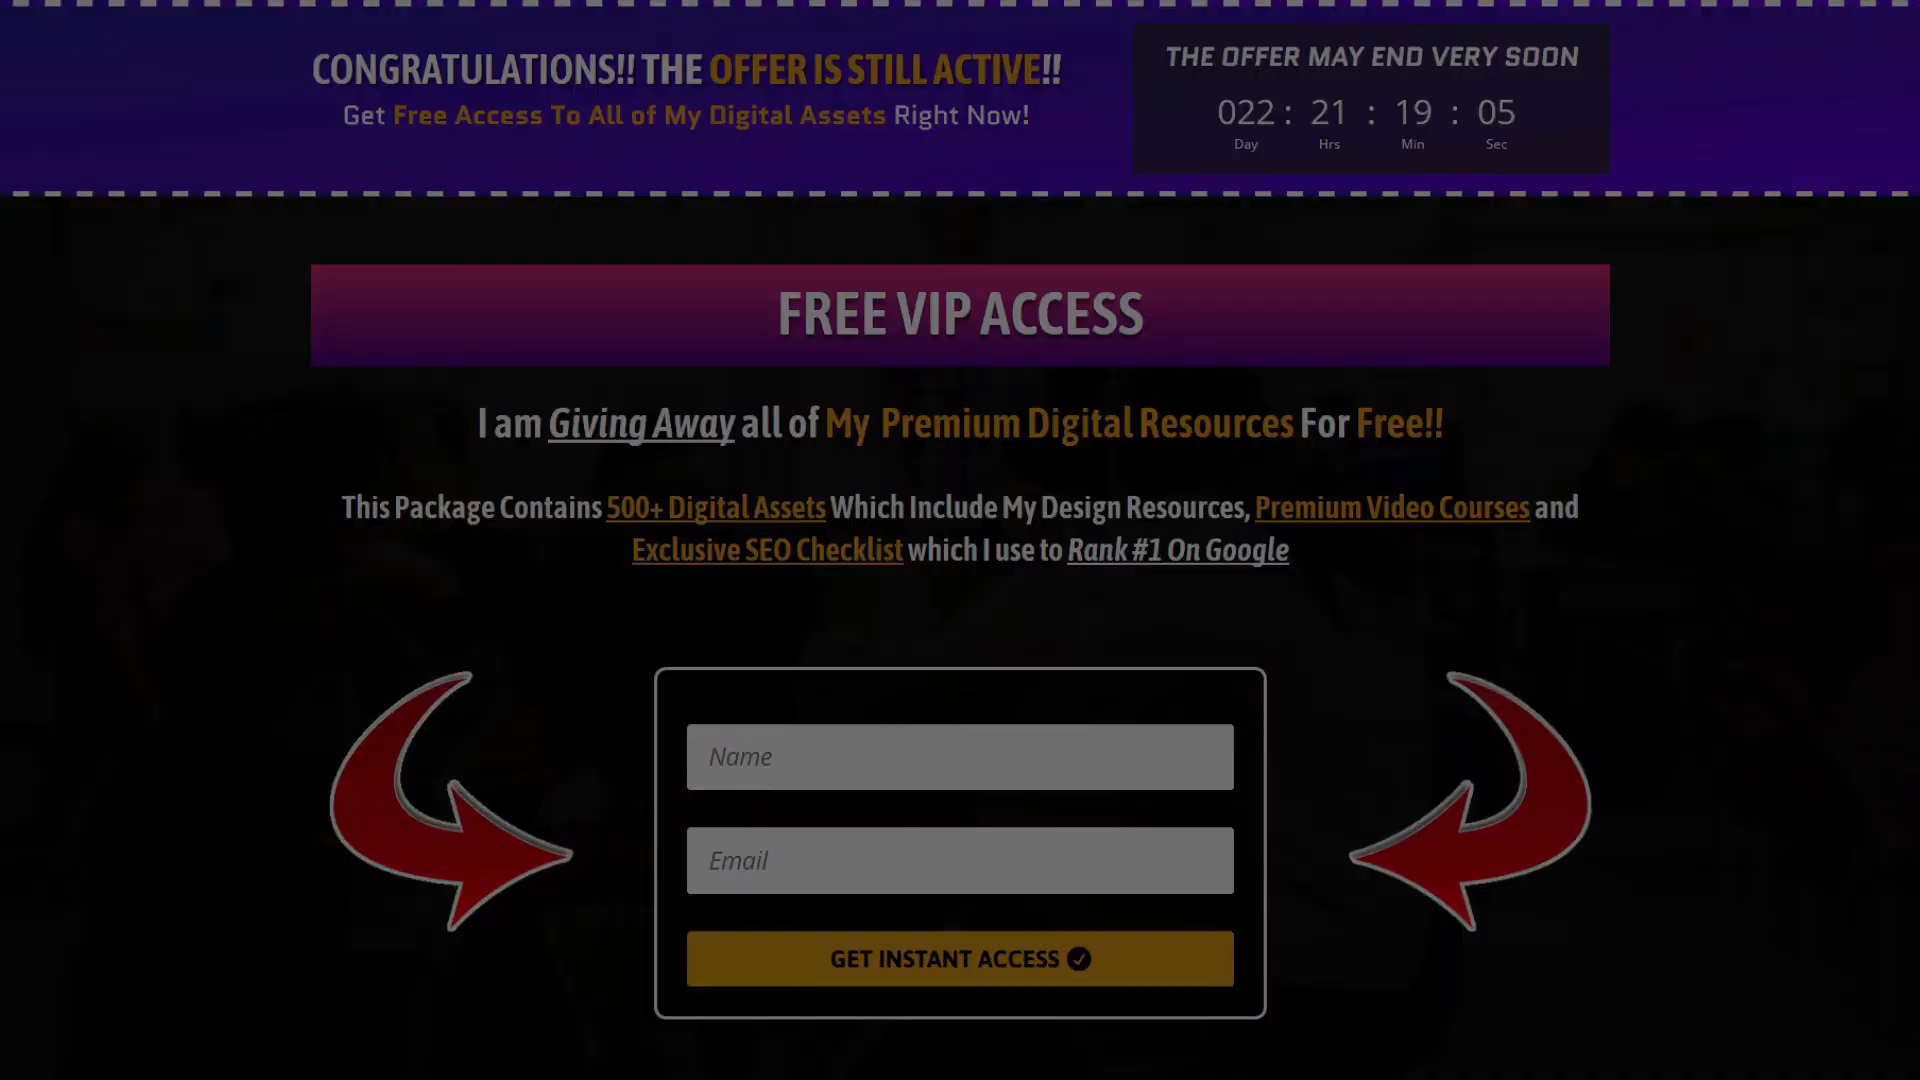 CONGRATULATIONS!! THE OFFER IS STILL ACTIVE!!
Get Free Access To All of My Digital Assets Right Now!
THE OFFER MAY END VERY SOON
022 : 21 : 19 : 05
Day Hrs Min Sec
FREE VIP ACCESS
I am Giving Away all of My Premium Digital Resources For Free!!
This Package Contains 500+ Digital Assets Which Include My Design Resources, Premium Video Courses and
Exclusive SEO Checklist which I use to Rank #1 On Google
Name
Email
GET INSTANT ACCESS